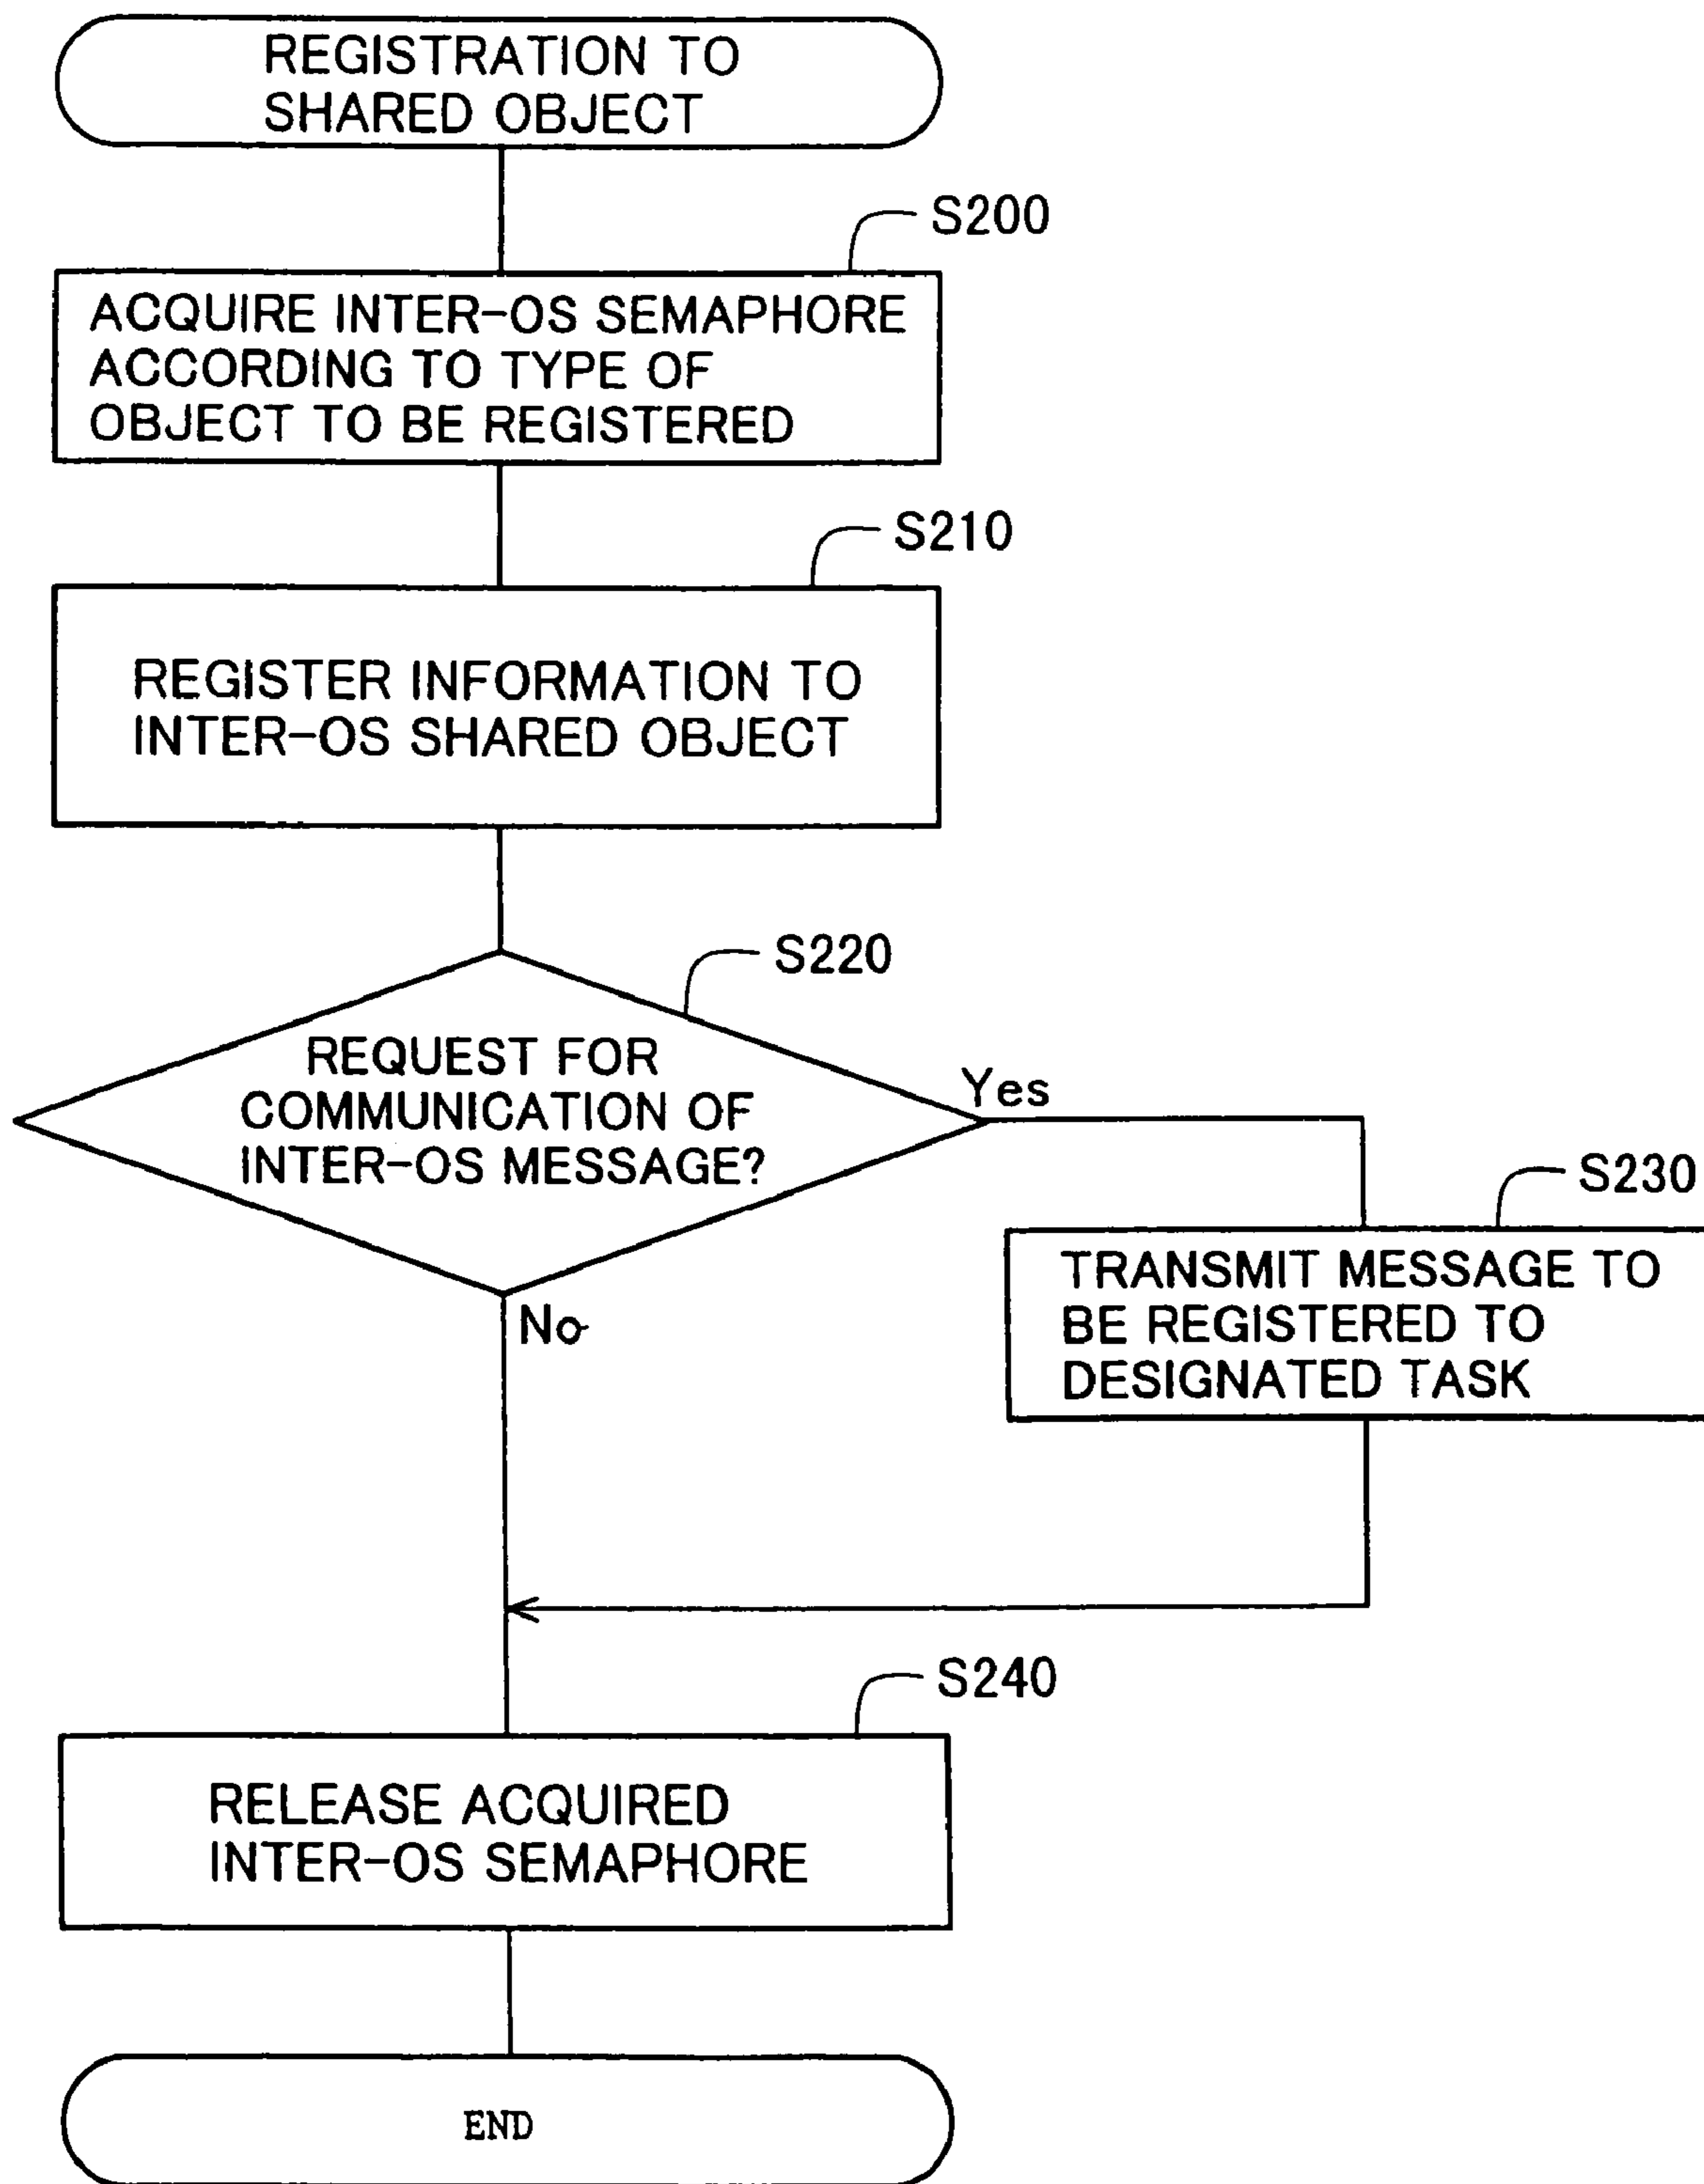 REGISTRATION TO
SHARED OBJECT
S200
ACQUIRE INTER-OS SEMAPHORE
ACCORDING TO TYPE OF
OBJECT TO BE REGISTERED
S210
REGISTER INFORMATION TO
INTER-OS SHARED OBJECT
S220
REQUEST FOR
COMMUNICATION OF
INTER-OS MESSAGE?
Yes
S230
TRANSMIT MESSAGE TO
BE REGISTERED TO
DESIGNATED TASK
No
S240
RELEASE ACQUIRED
INTER-OS SEMAPHORE
END